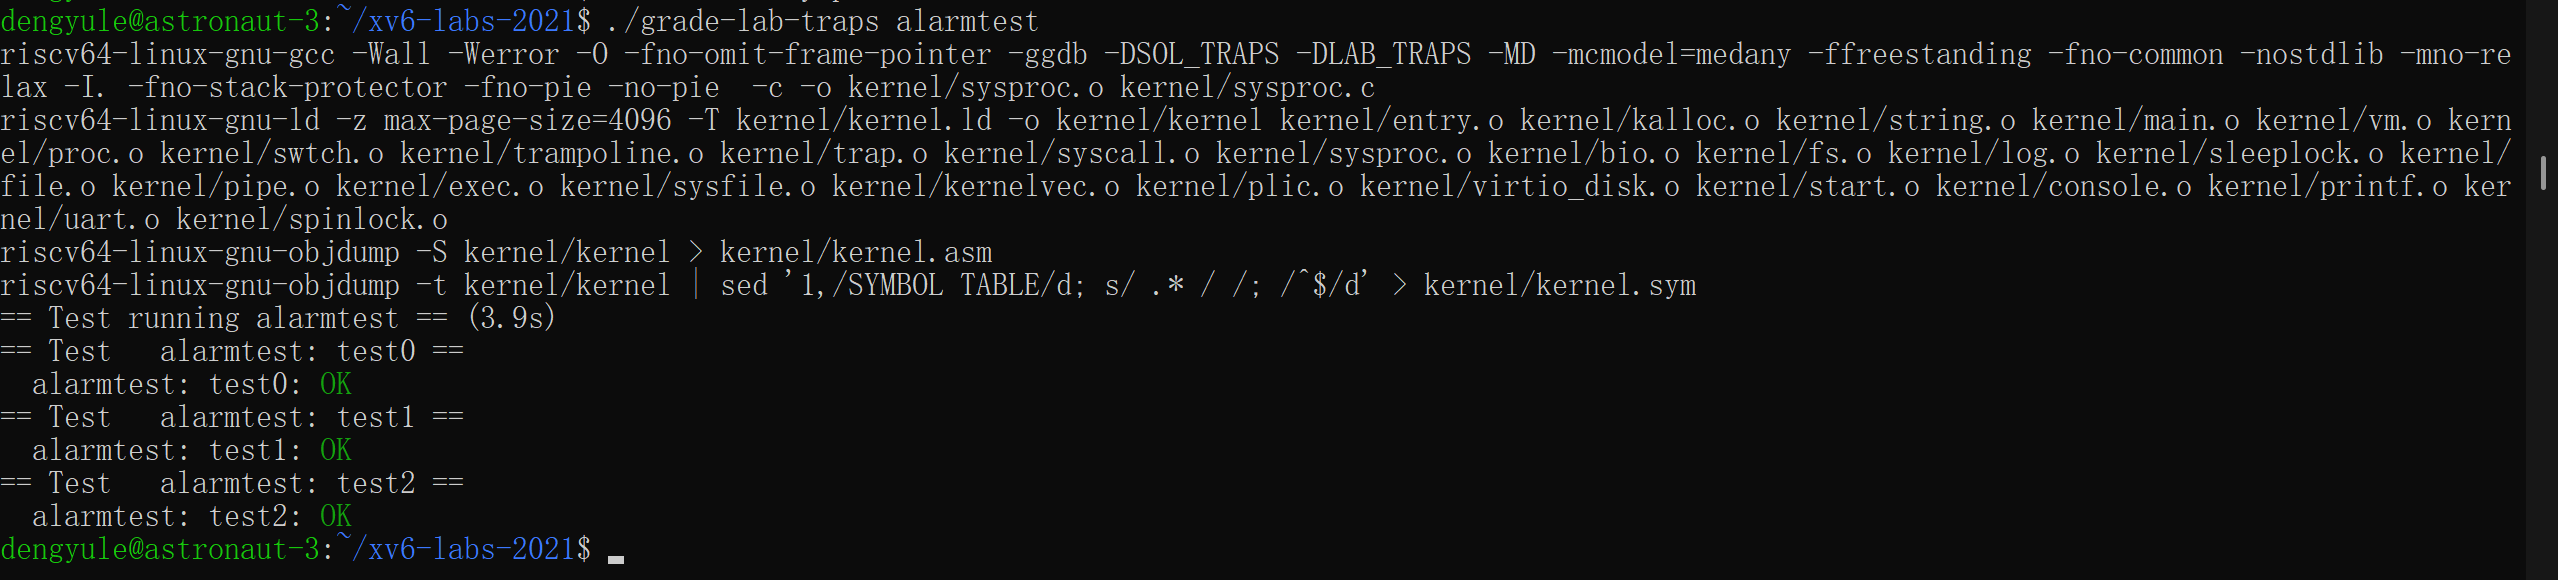 dengyule@astronaut-3:~/xv6-labs-2021$ ./grade-lab-traps alarmtest
riscv64-linux-gnu-gcc -Wall -Werror -O -fno-omit-frame-pointer -ggdb -DSOL_TRAPS -DLAB_TRAPS -MD -mcmodel=medany -ffreestanding -fno-common -nostdlib -mno-re
lax -I. -fno-stack-protector -fno-pie -no-pie  -c -o kernel/sysproc.o kernel/sysproc.c
riscv64-linux-gnu-ld -z max-page-size=4096 -T kernel/kernel.ld -o kernel/kernel kernel/entry.o kernel/kalloc.o kernel/string.o kernel/main.o kernel/vm.o kern
el/proc.o kernel/swtch.o kernel/trampoline.o kernel/trap.o kernel/syscall.o kernel/sysproc.o kernel/bio.o kernel/fs.o kernel/log.o kernel/sleeplock.o kernel/
file.o kernel/pipe.o kernel/exec.o kernel/sysfile.o kernel/kernelvec.o kernel/plic.o kernel/virtio_disk.o kernel/start.o kernel/console.o kernel/printf.o ker
nel/uart.o kernel/spinlock.o
riscv64-linux-gnu-objdump -S kernel/kernel > kernel/kernel.asm
riscv64-linux-gnu-objdump -t kernel/kernel | sed '1,/SYMBOL TABLE/d; s/ .* / /; /^$/d' > kernel/kernel.sym
== Test running alarmtest == (3.9s)
== Test   alarmtest: test0 ==
  alarmtest: test0: OK
== Test   alarmtest: test1 ==
  alarmtest: test1: OK
== Test   alarmtest: test2 ==
  alarmtest: test2: OK
dengyule@astronaut-3:~/xv6-labs-2021$